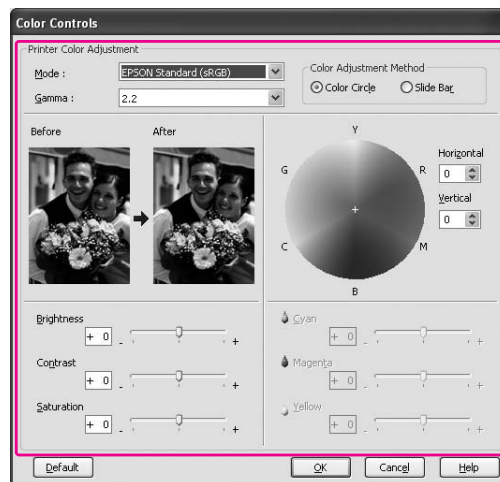 Color Controls
Printer Color Adjustment
Mode : EPSON Standard (sRGB)
Gamma : 2.2
Color Adjustment Method
Color Circle Slide Bar
Before After
Y
G R
C M
B
Horizontal
0
Vertical
0
Brightness
+ 0 - +
Contrast
+ 0 - +
Saturation
+ 0 - +
Cyan
+ 0 - +
Magenta
+ 0 - +
Yellow
+ 0 - +
Default OK Cancel Help